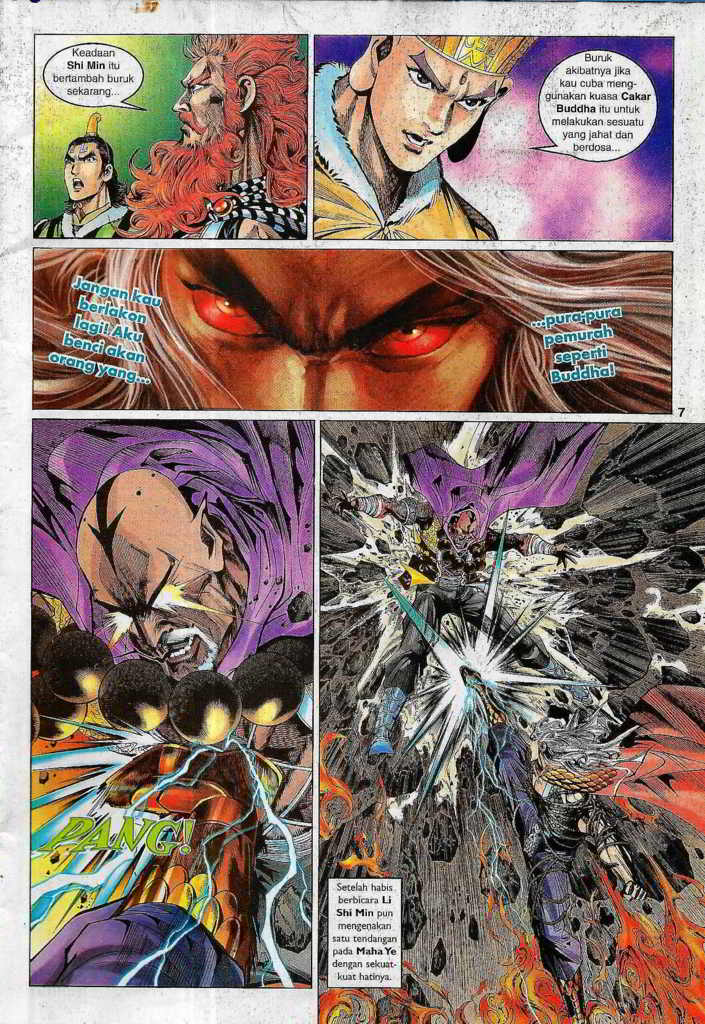 Keadaan
Shi Min itu
bertambah buruk
sekarang...
Buruk
akibatnya jika
kau cuba meng-
gunakan kuasa Cakar
Buddha itu untuk
melakukan sesuatu
yang jahat dan
berdosa...
Jangan kau
berlakon
lagi! Aku
benci akan
orang yang...
...pura-pura
pemurah
seperti
Buddha!
7
PANG!
Setelah habis
berbicara Li
Shi Min pun
mengenakan
satu tendangan
pada Maha Ye
dengan sekuat-
kuat hatinya.